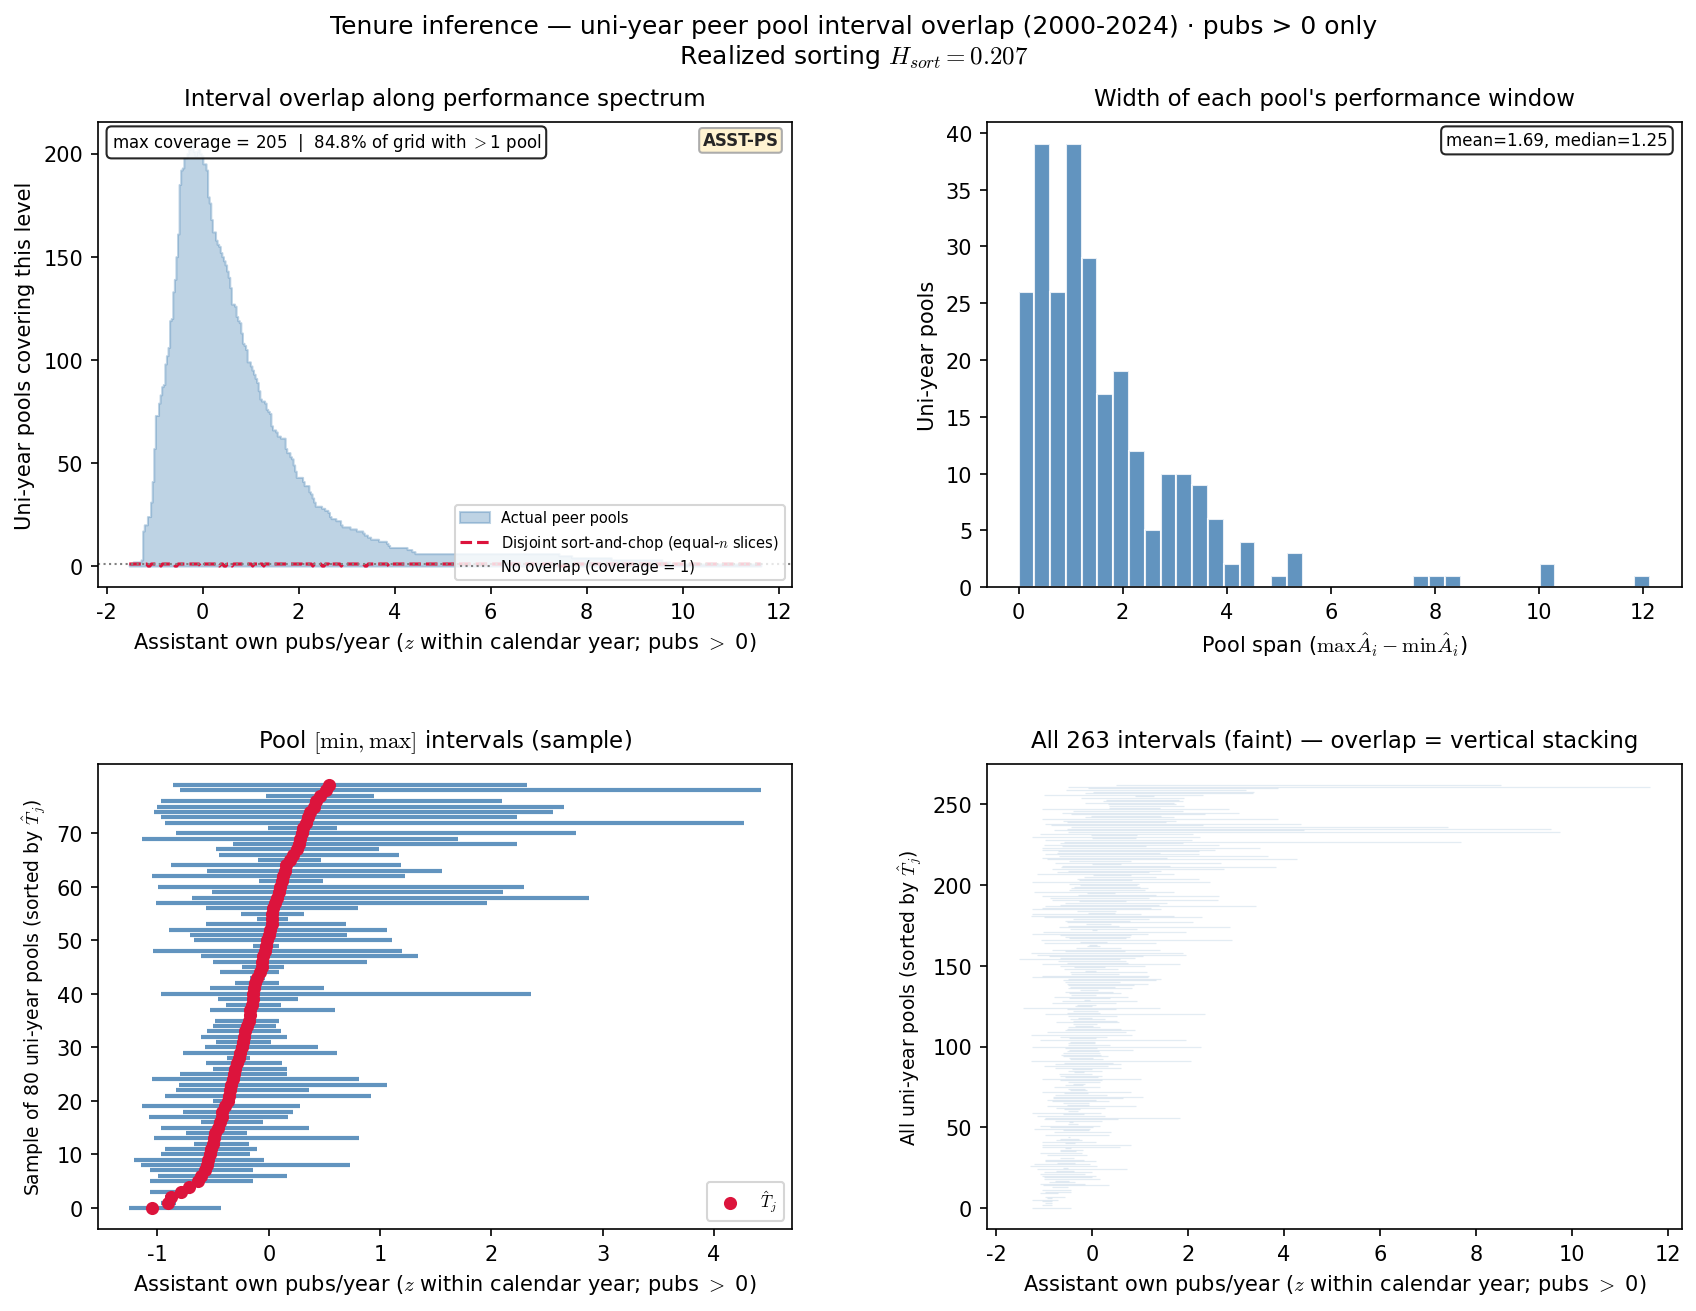 Tenure inference — uni-year peer pool interval overlap (2000-2024) · pubs > 0 only
Realized sorting H_sort = 0.207
Interval overlap along performance spectrum
max coverage = 205 | 84.8% of grid with > 1 pool
ASST-PS
Uni-year pools covering this level
200
150
100
50
0
Actual peer pools
Disjoint sort-and-chop (equal-n slices)
No overlap (coverage = 1)
-2 0 2 4 6 8 10 12
Assistant own pubs/year (z within calendar year; pubs > 0)
Width of each pool's performance window
mean=1.69, median=1.25
Uni-year pools
40
35
30
25
20
15
10
5
0
0 2 4 6 8 10 12
Pool span (max Â_i − min Â_i)
Pool [min, max] intervals (sample)
Sample of 80 uni-year pools (sorted by T̂_j)
70
60
50
40
30
20
10
0
T̂_j
-1 0 1 2 3 4
Assistant own pubs/year (z within calendar year; pubs > 0)
All 263 intervals (faint) — overlap = vertical stacking
All uni-year pools (sorted by T̂_j)
250
200
150
100
50
0
-2 0 2 4 6 8 10 12
Assistant own pubs/year (z within calendar year; pubs > 0)